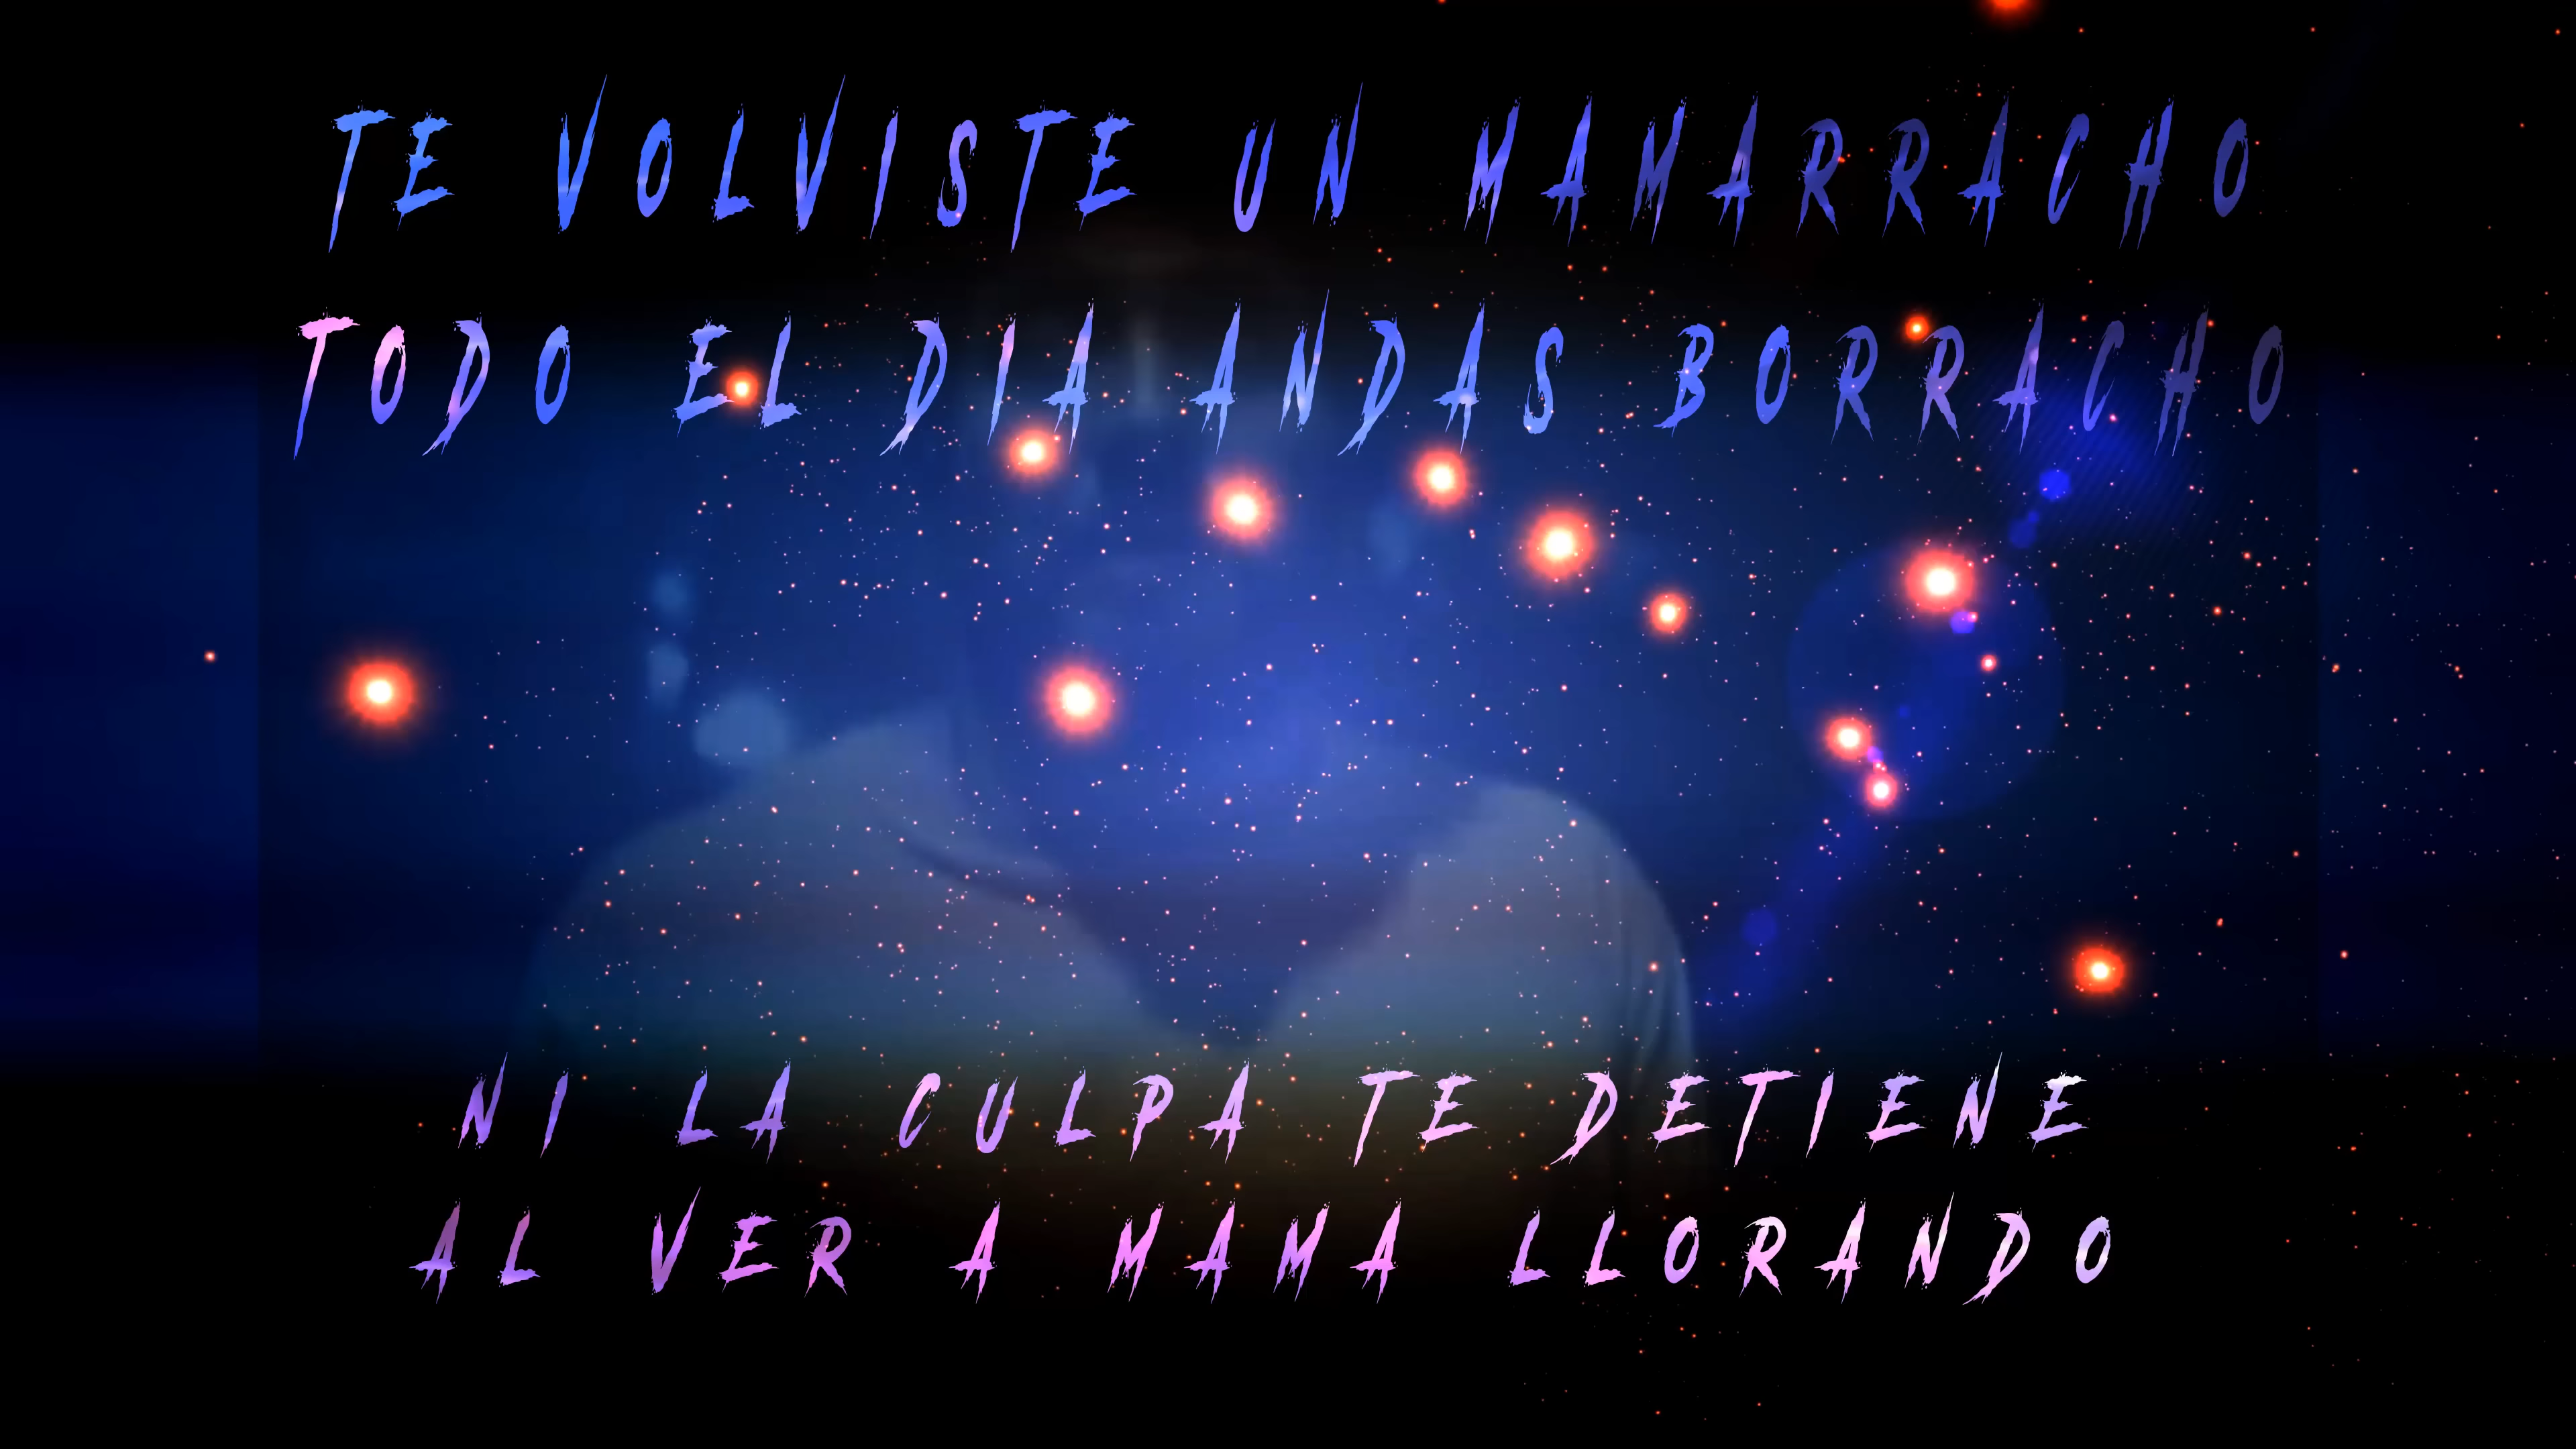 TE VOLVISTE UN MAMARRACHO
TODO EL DIA ANDAS BORRACHO
NI LA CULPA TE DETIENE
AL VER A MAMA LLORANDO